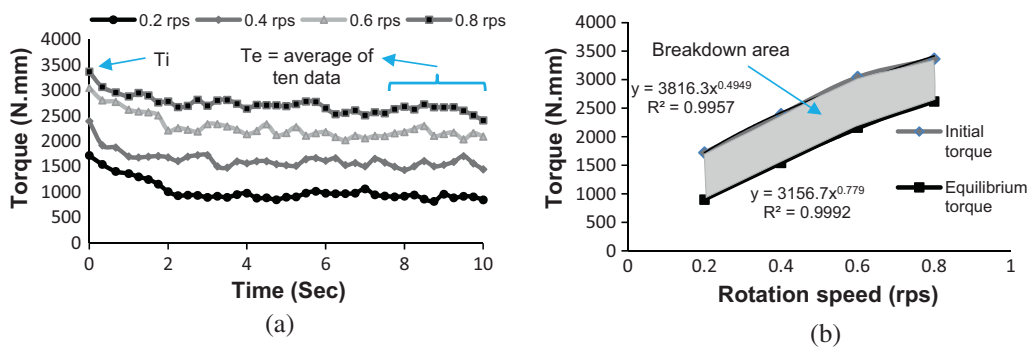 0.2 rps 0.4 rps 0.6 rps 0.8 rps
(a)
4000
3500
3000
2500
2000
1500
1000
500
0
Torque (N.mm)
Ti
Te = average of
ten data
0 2 4 6 8 10
Time (Sec)
(a)
(b)
4000
3500
3000
2500
2000
1500
1000
500
0
Torque (N.mm)
Breakdown area
y = 3816.3x^0.4949
R² = 0.9957
y = 3156.7x^0.779
R² = 0.9992
Initial
torque
Equilibrium
torque
0 0.2 0.4 0.6 0.8 1
Rotation speed (rps)
(b)